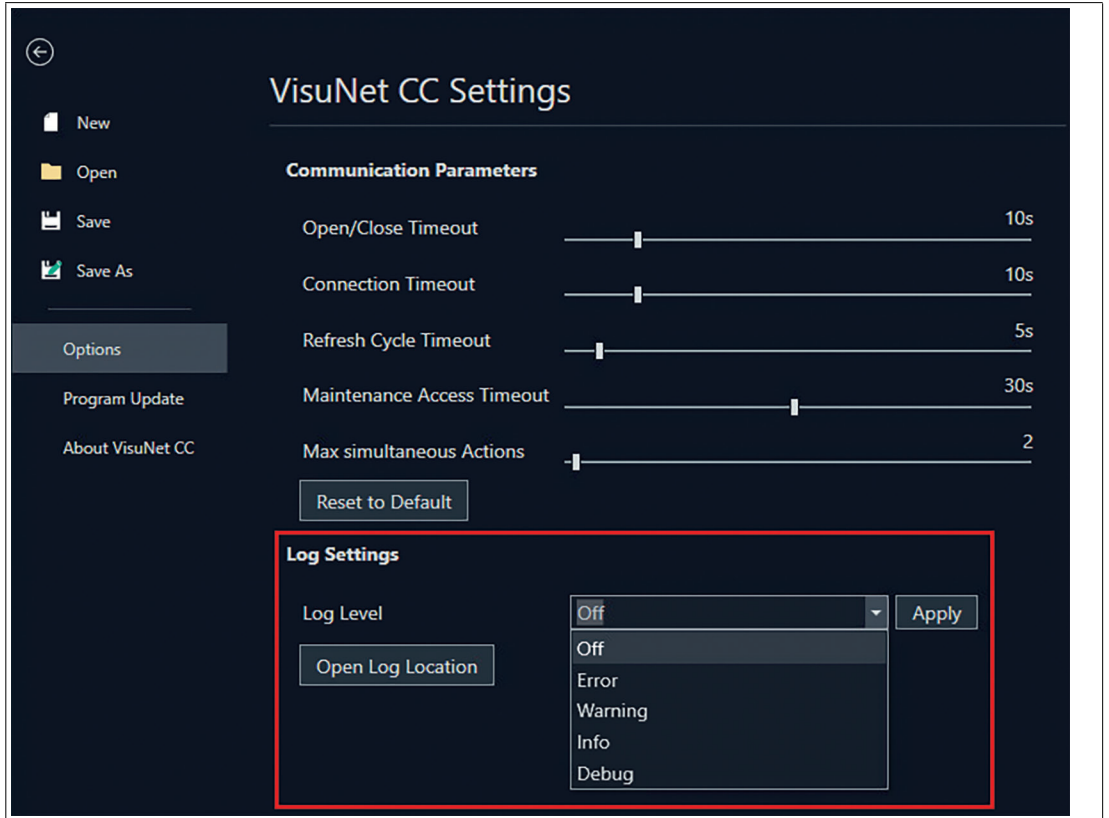 New
Open
Save
Save As
Options
Program Update
About VisuNet CC
VisuNet CC Settings
Communication Parameters
Open/Close Timeout 10s
Connection Timeout 10s
Refresh Cycle Timeout 5s
Maintenance Access Timeout 30s
Max simultaneous Actions 2
Reset to Default
Log Settings
Log Level Off Apply
Open Log Location
Off
Error
Warning
Info
Debug